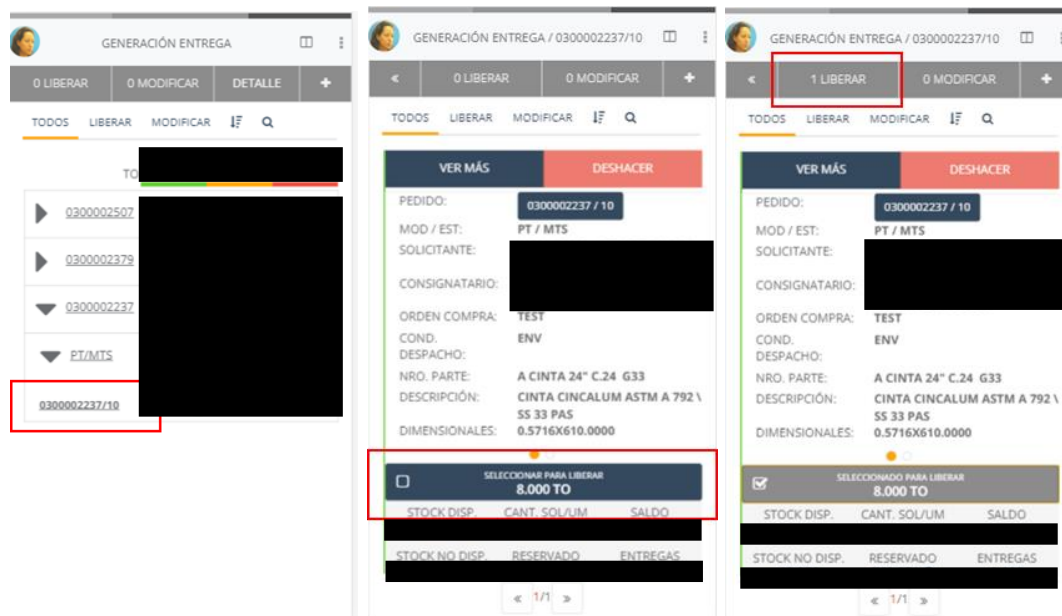 GENERACIÓN ENTREGA
0 LIBERAR 0 MODIFICAR DETALLE +
TODOS LIBERAR MODIFICAR
TO
0300002507
0300002379
0300002237
PT/MTS
0300002237/10
GENERACIÓN ENTREGA / 0300002237/10
« 0 LIBERAR 0 MODIFICAR +
TODOS LIBERAR MODIFICAR
VER MÁS DESHACER
PEDIDO: 0300002237 / 10
MOD / EST: PT / MTS
SOLICITANTE:
CONSIGNATARIO:
ORDEN COMPRA: TEST
COND. DESPACHO: ENV
NRO. PARTE: A CINTA 24" C.24 G33
DESCRIPCIÓN: CINTA CINCALUM ASTM A 792 \
SS 33 PAS
DIMENSIONALES: 0.5716X610.0000
SELECCIONAR PARA LIBERAR
8.000 TO
STOCK DISP. CANT. SOL/UM SALDO
STOCK NO DISP. RESERVADO ENTREGAS
« 1/1 »
GENERACIÓN ENTREGA / 0300002237/10
« 1 LIBERAR 0 MODIFICAR +
TODOS LIBERAR MODIFICAR
VER MÁS DESHACER
PEDIDO: 0300002237 / 10
MOD / EST: PT / MTS
SOLICITANTE:
CONSIGNATARIO:
ORDEN COMPRA: TEST
COND. DESPACHO: ENV
NRO. PARTE: A CINTA 24" C.24 G33
DESCRIPCIÓN: CINTA CINCALUM ASTM A 792 \
SS 33 PAS
DIMENSIONALES: 0.5716X610.0000
SELECCIONADO PARA LIBERAR
8.000 TO
STOCK DISP. CANT. SOL/UM SALDO
STOCK NO DISP. RESERVADO ENTREGAS
« 1/1 »